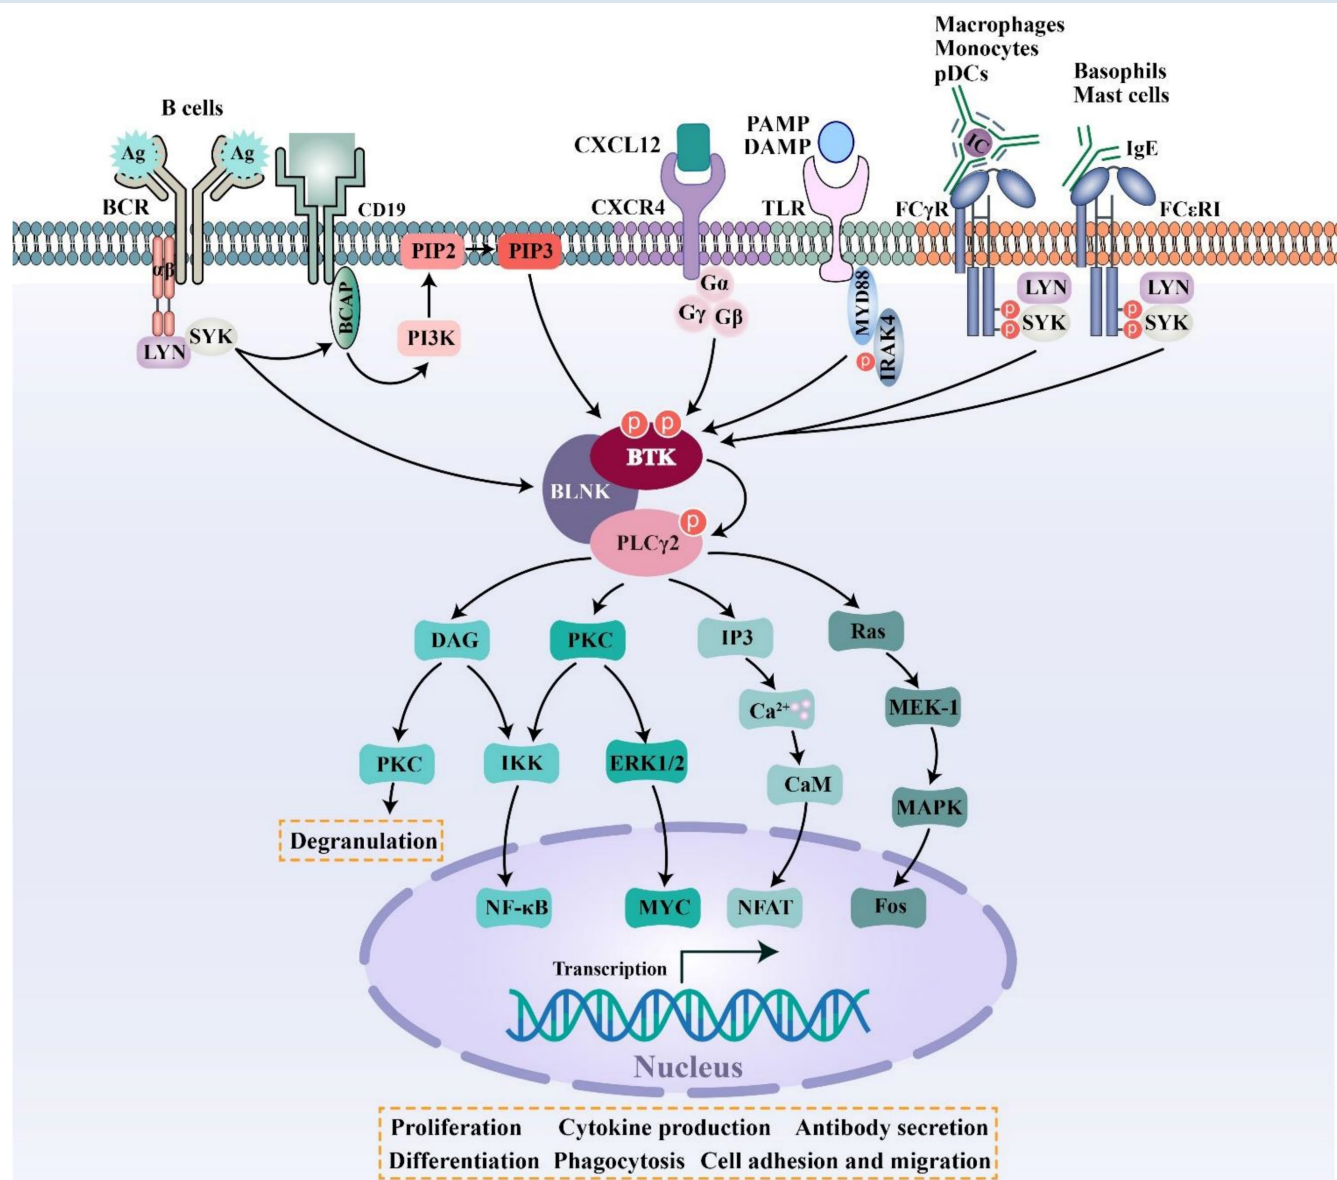 Macrophages
Monocytes
pDCs
Basophils
Mast cells
B cells
Ag
Ag
CXCL12
PAMP
DAMP
IC
IgE
BCR
CD19
CXCR4
TLR
FCγR
FCεRI
αβ
PIP2
PIP3
Gα
Gγ
Gβ
BCAP
PI3K
MYD88
IRAK4
P
LYN
SYK
LYN
P
P
SYK
LYN
P
P
SYK
P
P
BTK
BLNK
P
PLCγ2
DAG
PKC
IP3
Ras
Ca²⁺
MEK-1
PKC
IKK
ERK1/2
CaM
MAPK
Degranulation
NF-κB
MYC
NFAT
Fos
Transcription
Nucleus
Proliferation Cytokine production Antibody secretion
Differentiation Phagocytosis Cell adhesion and migration